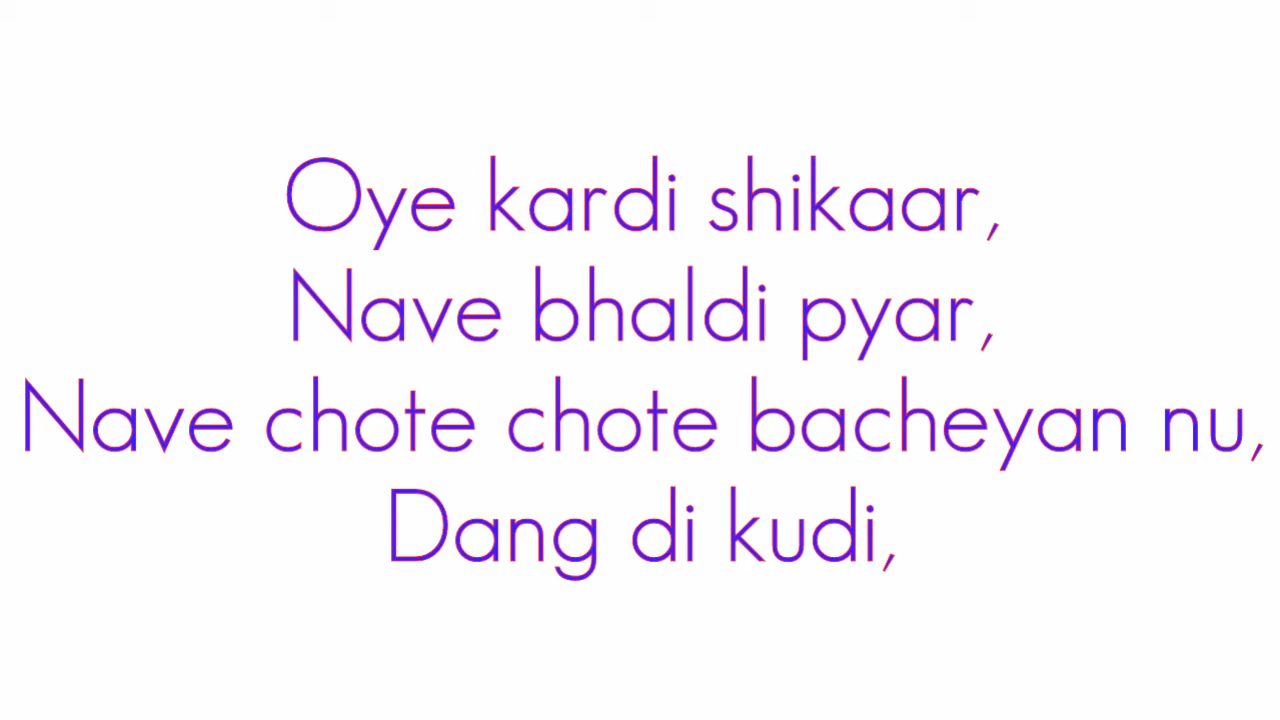 Oye kardi shikaar,
Nave bhaldi pyar,
Nave chote chote bacheyan nu,
Dang di kudi,